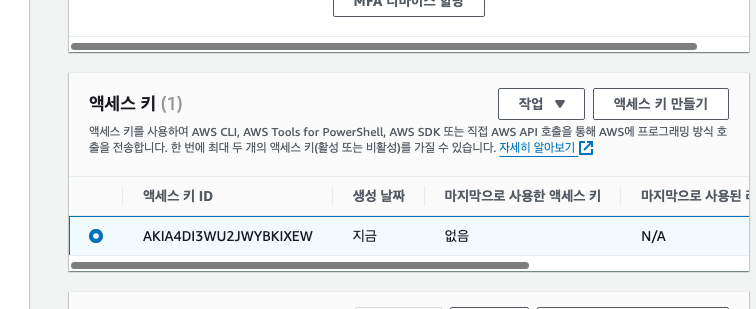 MFA 디바이스 할당
액세스 키 (1)
작업
액세스 키 만들기
액세스 키를 사용하여 AWS CLI, AWS Tools for PowerShell, AWS SDK 또는 직접 AWS API 호출을 통해 AWS에 프로그래밍 방식 호
출을 전송합니다. 한 번에 최대 두 개의 액세스 키(활성 또는 비활성)를 가질 수 있습니다. 자세히 알아보기
액세스 키 ID 생성 날짜 마지막으로 사용한 액세스 키 마지막으로 사용된
AKIA4DI3WU2JWYBKIXEW 지금 없음 N/A